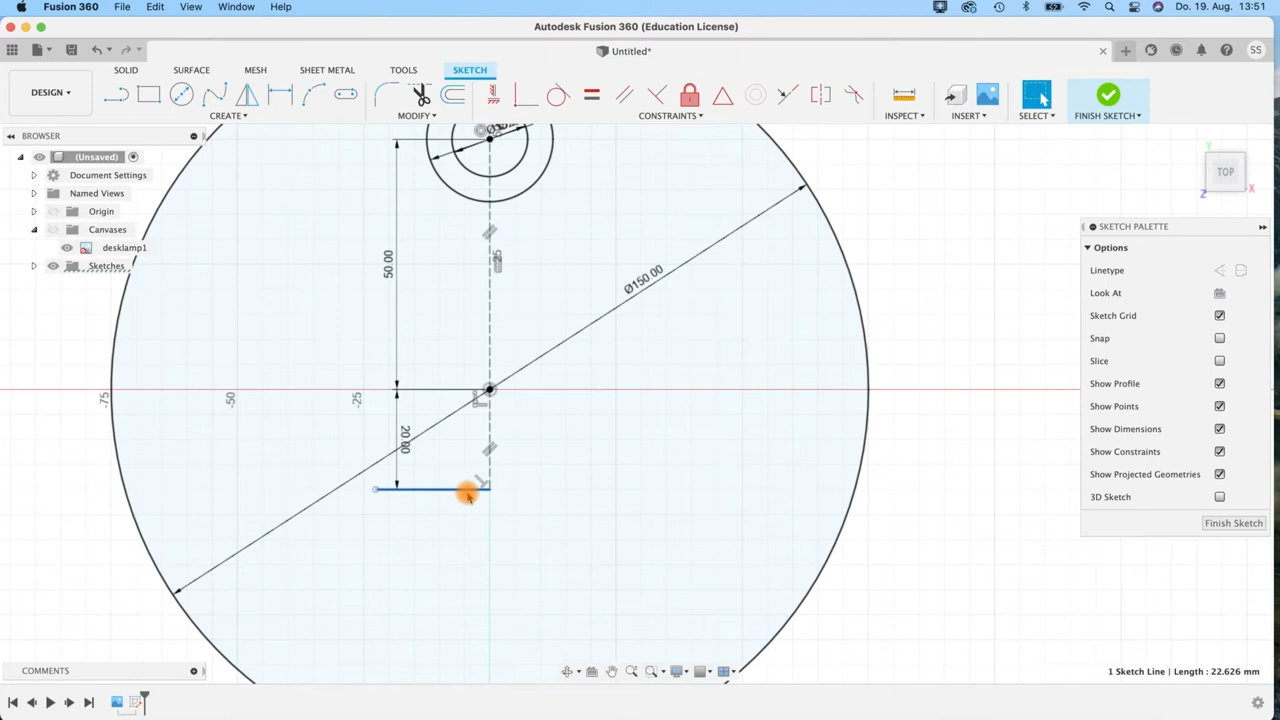 Fusion 360 File Edit View Window Help Do. 19. Aug. 13:51
Autodesk Fusion 360 (Education License)
Untitled* SS
SOLID SURFACE MESH SHEET METAL TOOLS SKETCH
DESIGN
CREATE MODIFY CONSTRAINTS INSPECT INSERT SELECT FINISH SKETCH
BROWSER
(Unsaved)
Document Settings
Named Views
Origin
Canvases
desklamp1
Sketches
Y
TOP
X
Z
SKETCH PALETTE
Options
Linetype
Look At
Sketch Grid
Snap
Slice
Show Profile
Show Points
Show Dimensions
Show Constraints
Show Projected Geometries
3D Sketch
Finish Sketch
50.00
25
Ø150.00
-75
-50
-25
20.00
COMMENTS
1 Sketch Line | Length : 22.626 mm